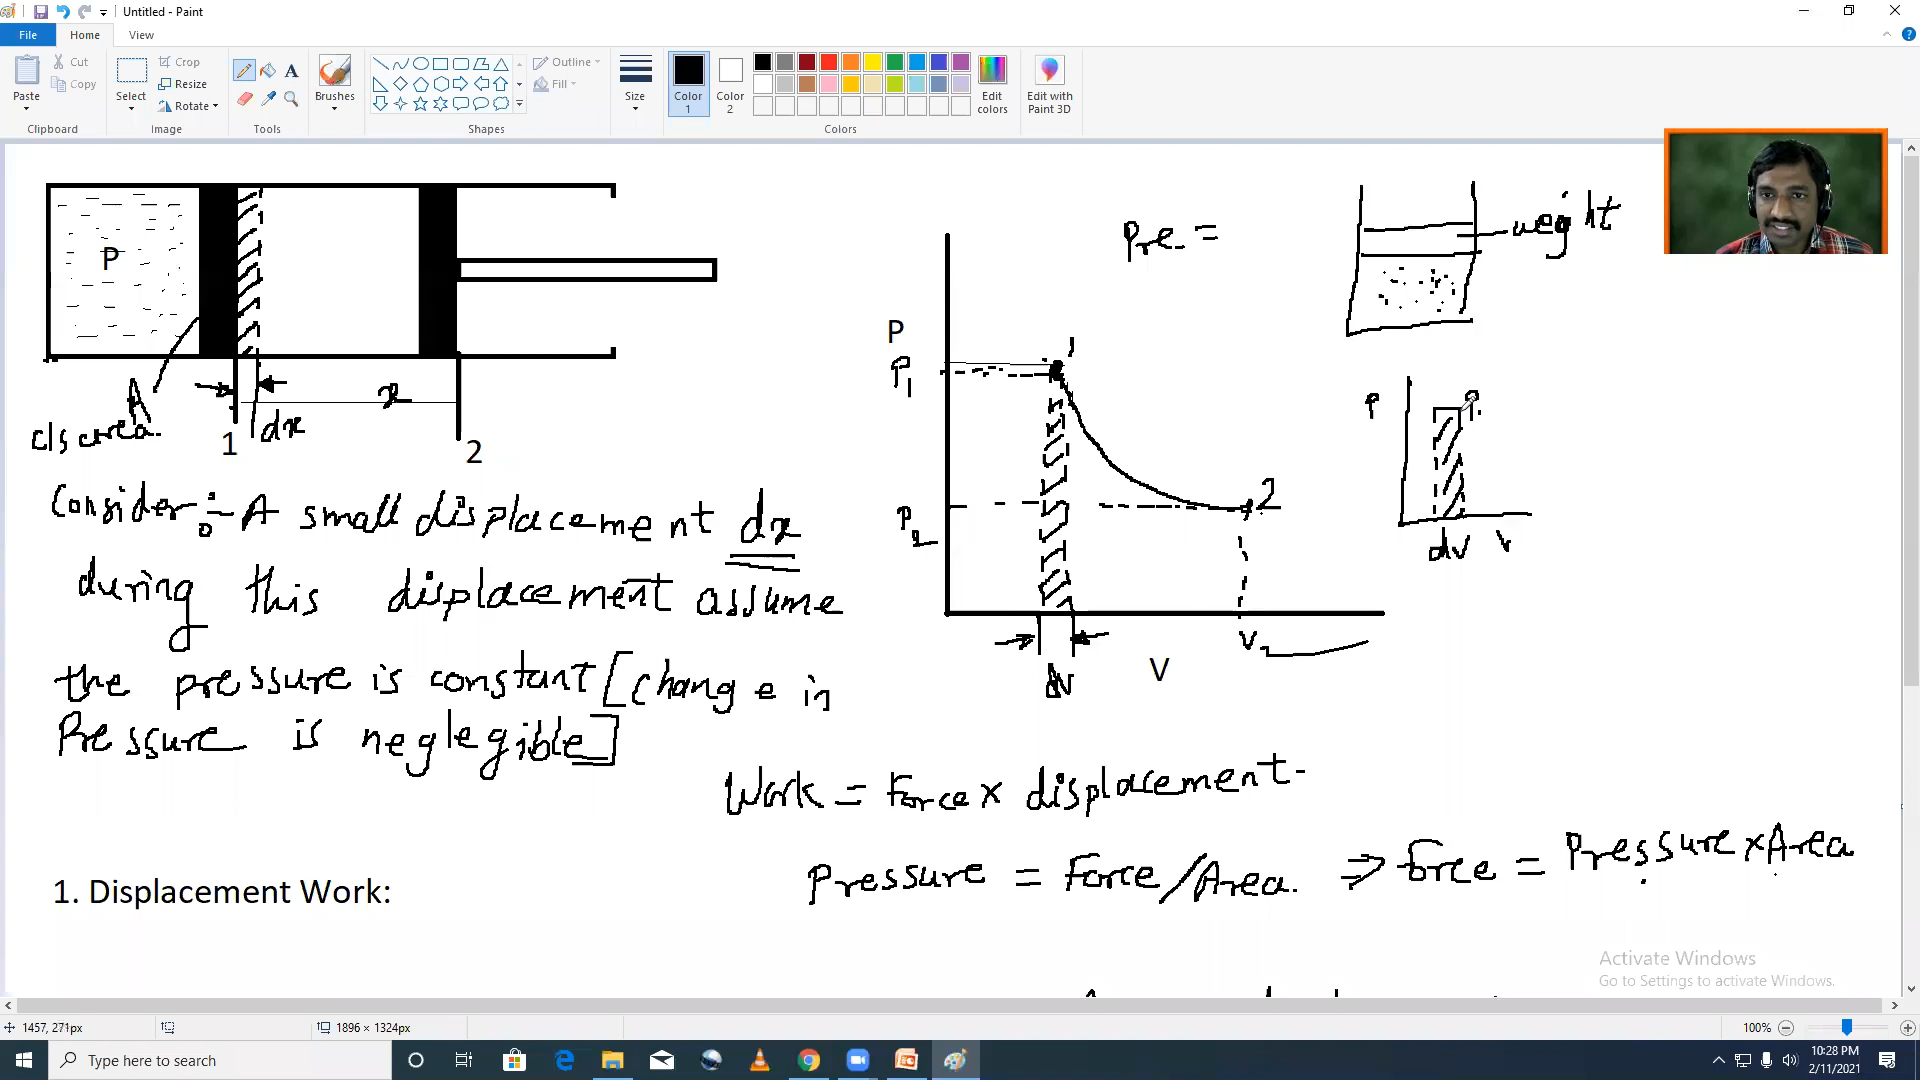 Untitled - Paint
File
Home
View
Paste
Cut
Copy
Clipboard
Select
Crop
Resize
Rotate
Image
Tools
Brushes
Shapes
Outline
Fill
Size
Color
1
Color
2
Edit
colors
Colors
Edit with
Paint 3D
P
A
c/s area.
1
dx
x
2
Consider :- A small displacement dx
during this displacement assume
the pressure is constant [change in
Pressure is neglegible]
P
P1
P2
1
2
dv
V
V2
Pre. =
weight
P
P.
dv
V
Work = Force x displacement
Pressure = Force/Area. => Force = Pressure x Area
1. Displacement Work:
Activate Windows
Go to Settings to activate Windows.
1457, 271px
1896 × 1324px
100%
Type here to search
10:28 PM
2/11/2021